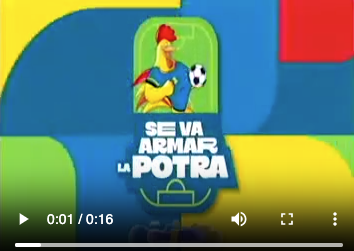 SE VA
ARMAR
LA POTRA
0:01 / 0:16